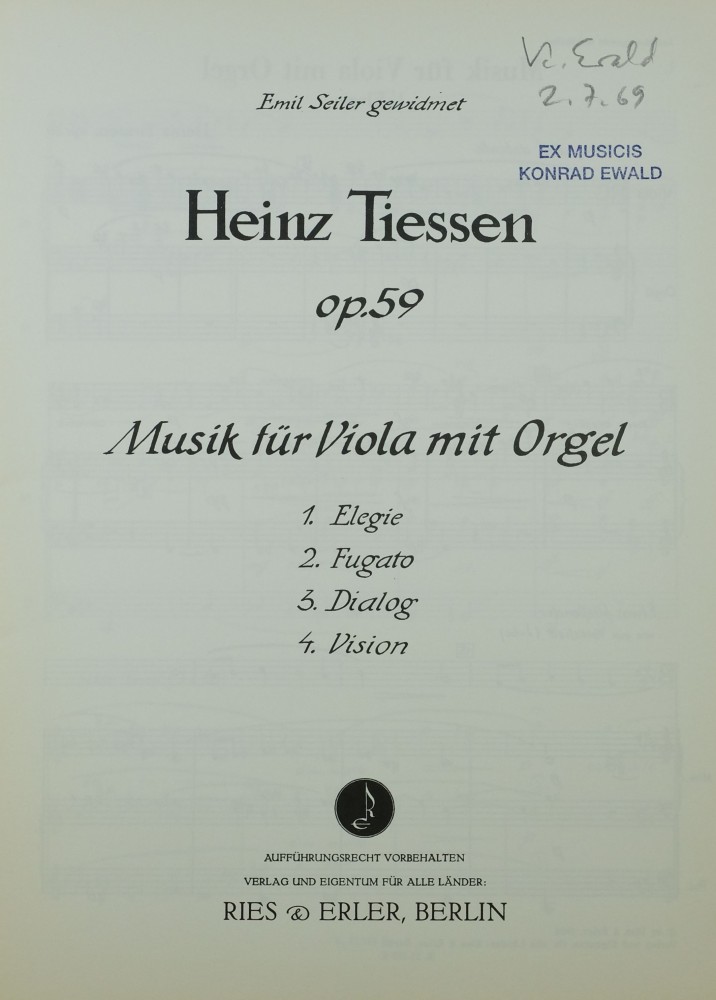 K. Ewald
2.7.69
Emil Seiler gewidmet
EX MUSICIS
KONRAD EWALD
Heinz Tiessen
op.59
Musik für Viola mit Orgel
1. Elegie
2. Fugato
3. Dialog
4. Vision
AUFFÜHRUNGSRECHT VORBEHALTEN
VERLAG UND EIGENTUM FÜR ALLE LÄNDER:
RIES & ERLER, BERLIN